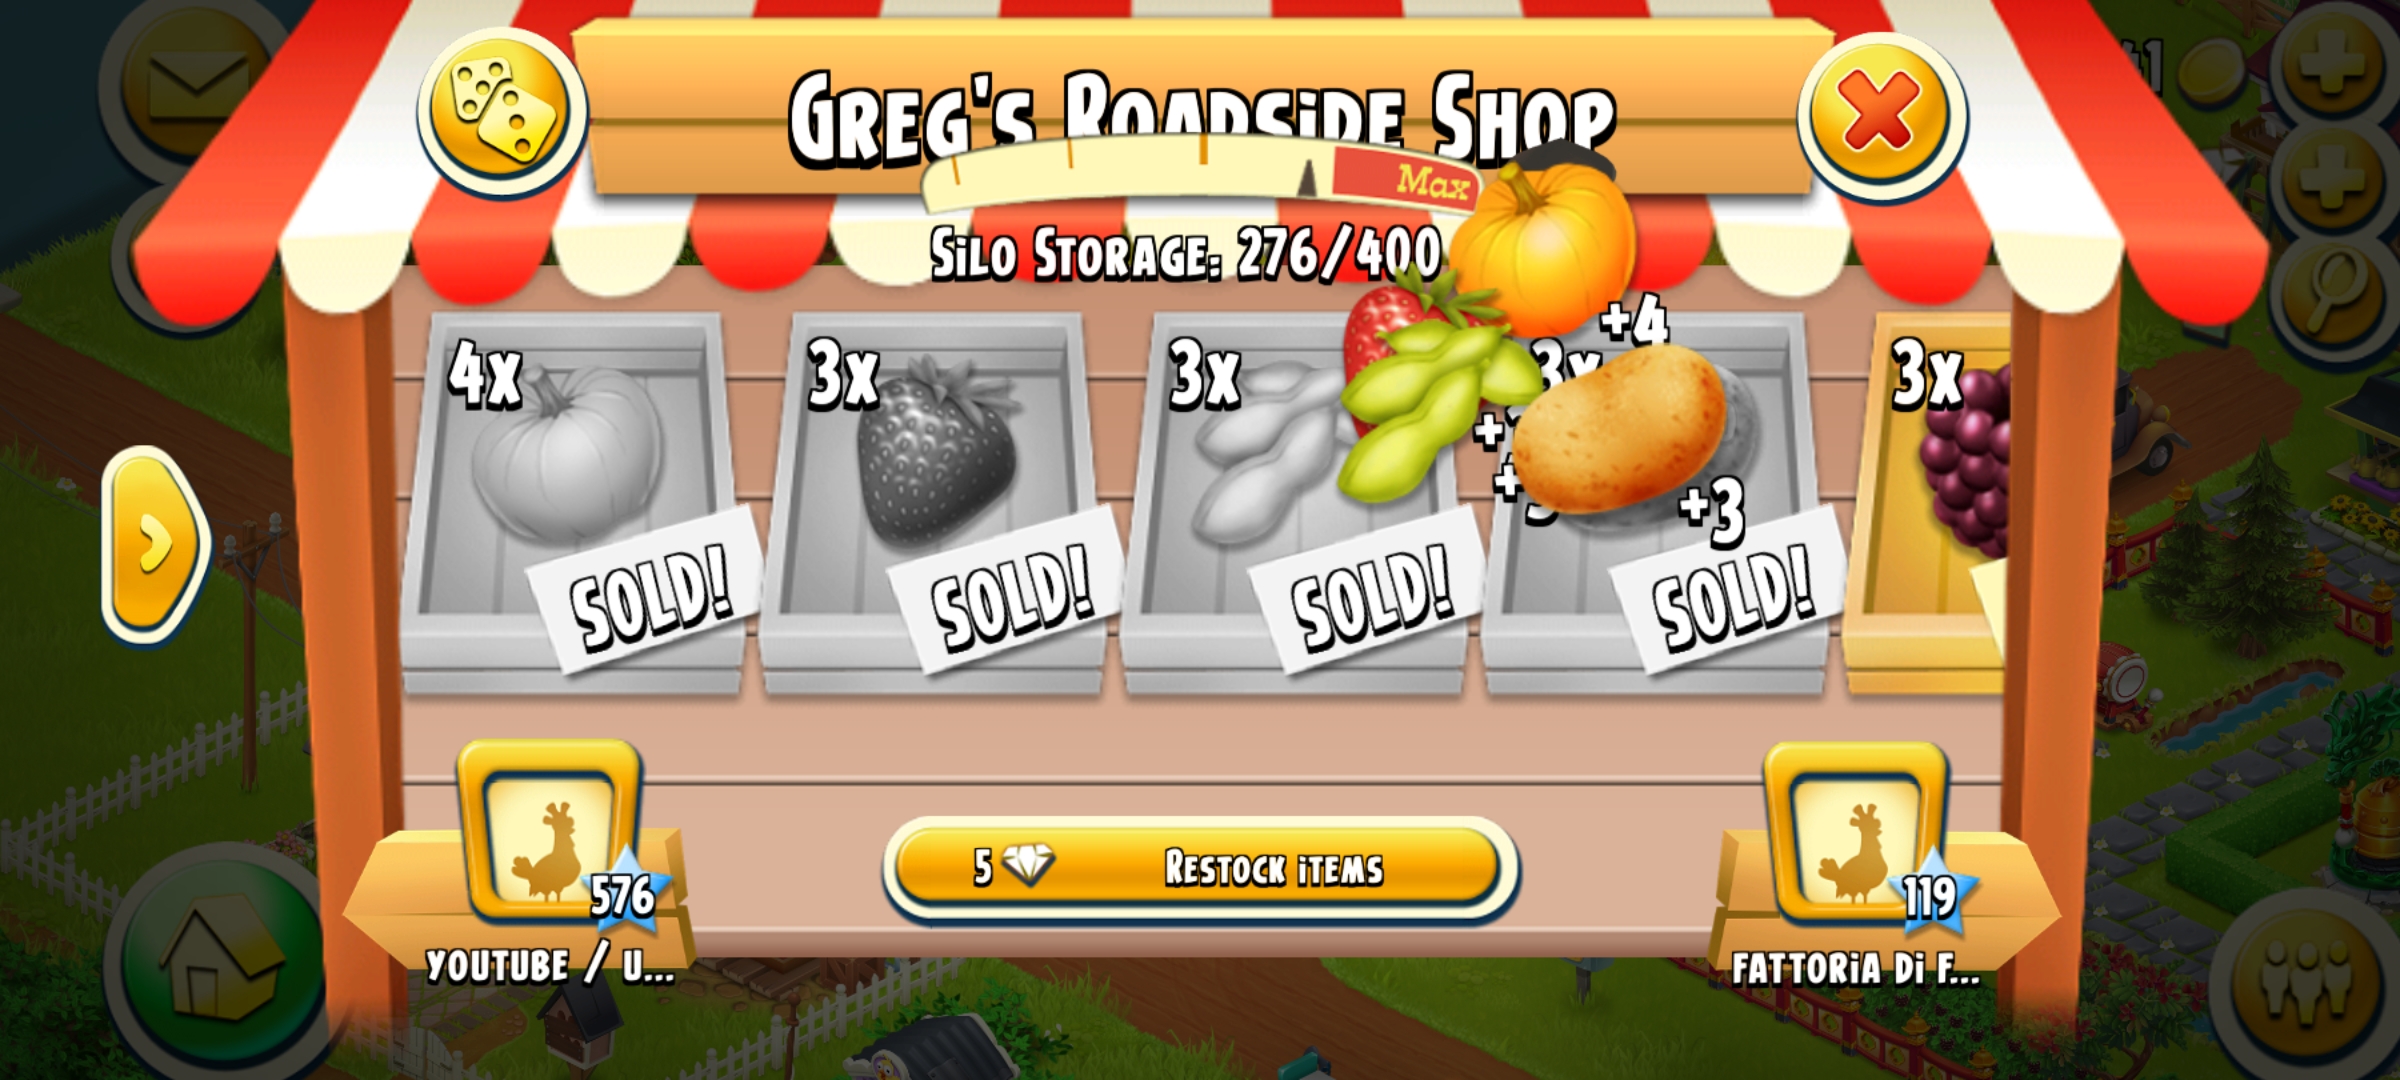 GREG'S ROADSIDE SHOP
Max
SILO STORAGE: 276/400
+4
4x
3x
3x
3x
3x
+3
SOLD!
SOLD!
SOLD!
SOLD!
5
RESTOCK ITEMS
576
119
YOUTUBE / U...
FATTORIA DI F...